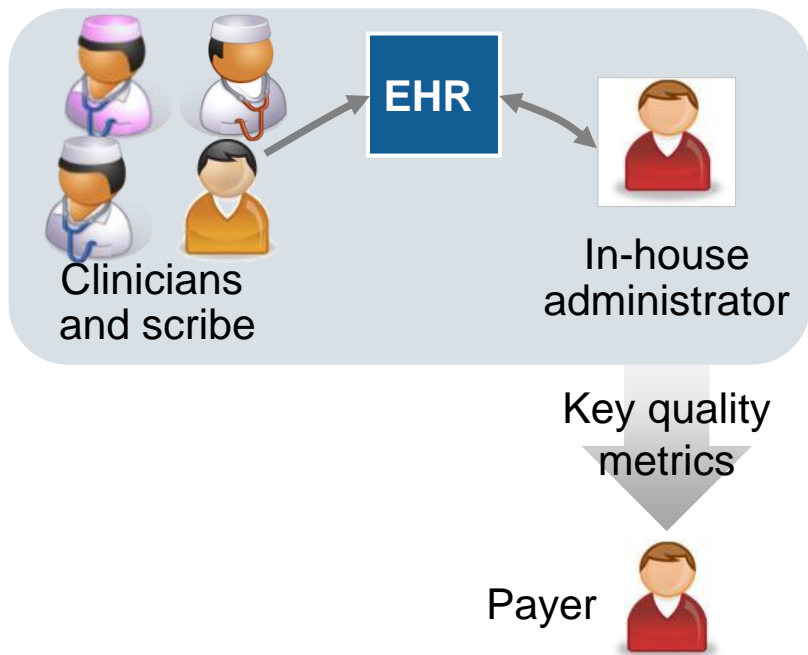 EHR
Clinicians
and scribe
In-house
administrator
Key quality
metrics
Payer